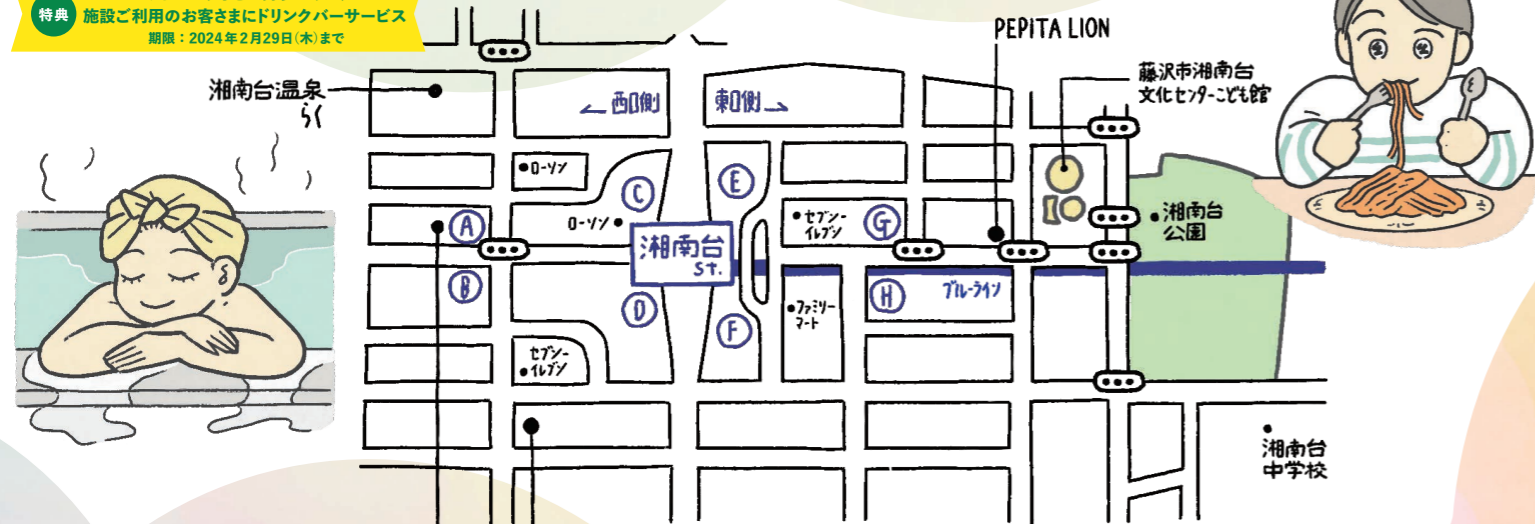 特典
施設ご利用のお客さまにドリンクバーサービス
期限：2024年2月29日(木)まで
PEPITA LION
湘南台温泉
らく
←西口側
東口側→
藤沢市湘南台
文化センターこども館
ローソン
C
E
A
ローソン
セブン-
イレブン
G
湘南台
公園
湘南台
St.
B
D
F
ファミリー
マート
H
ブルーライン
セブン-
イレブン
湘南台
中学校